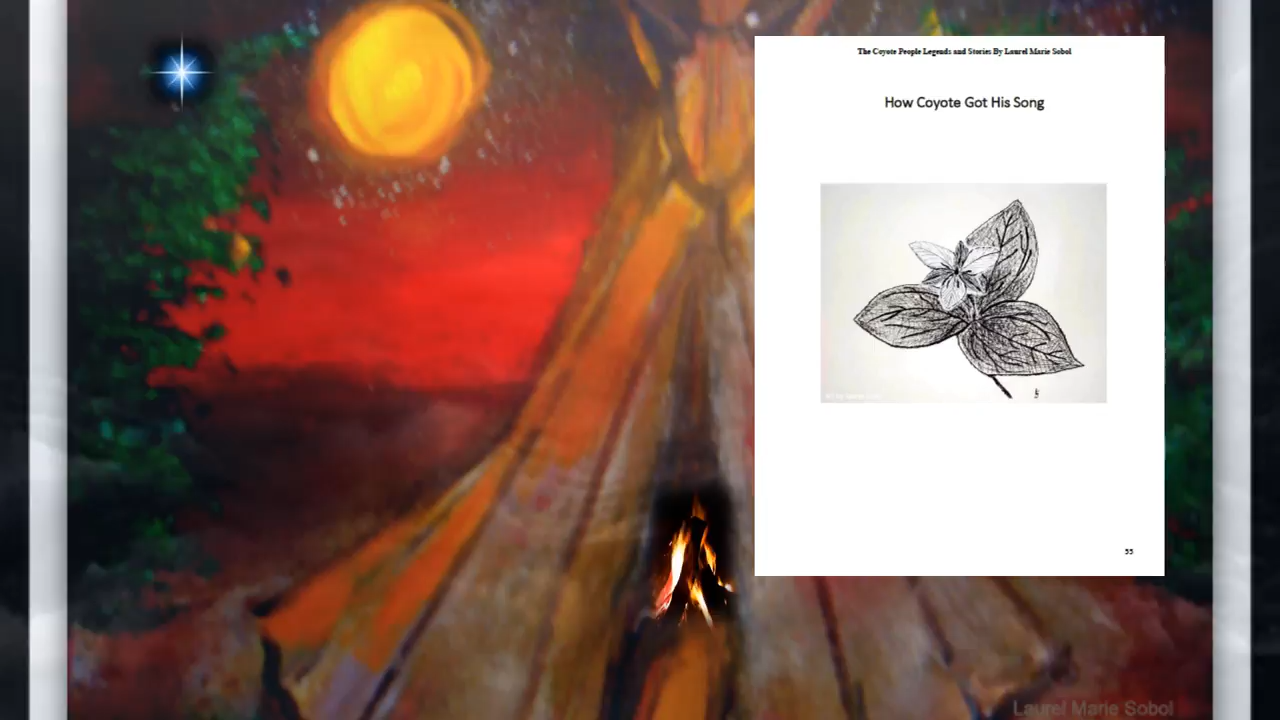 The Coyote People Legends and Stories By Laurel Marie Sobol
How Coyote Got His Song
55
Laurel Marie Sobol